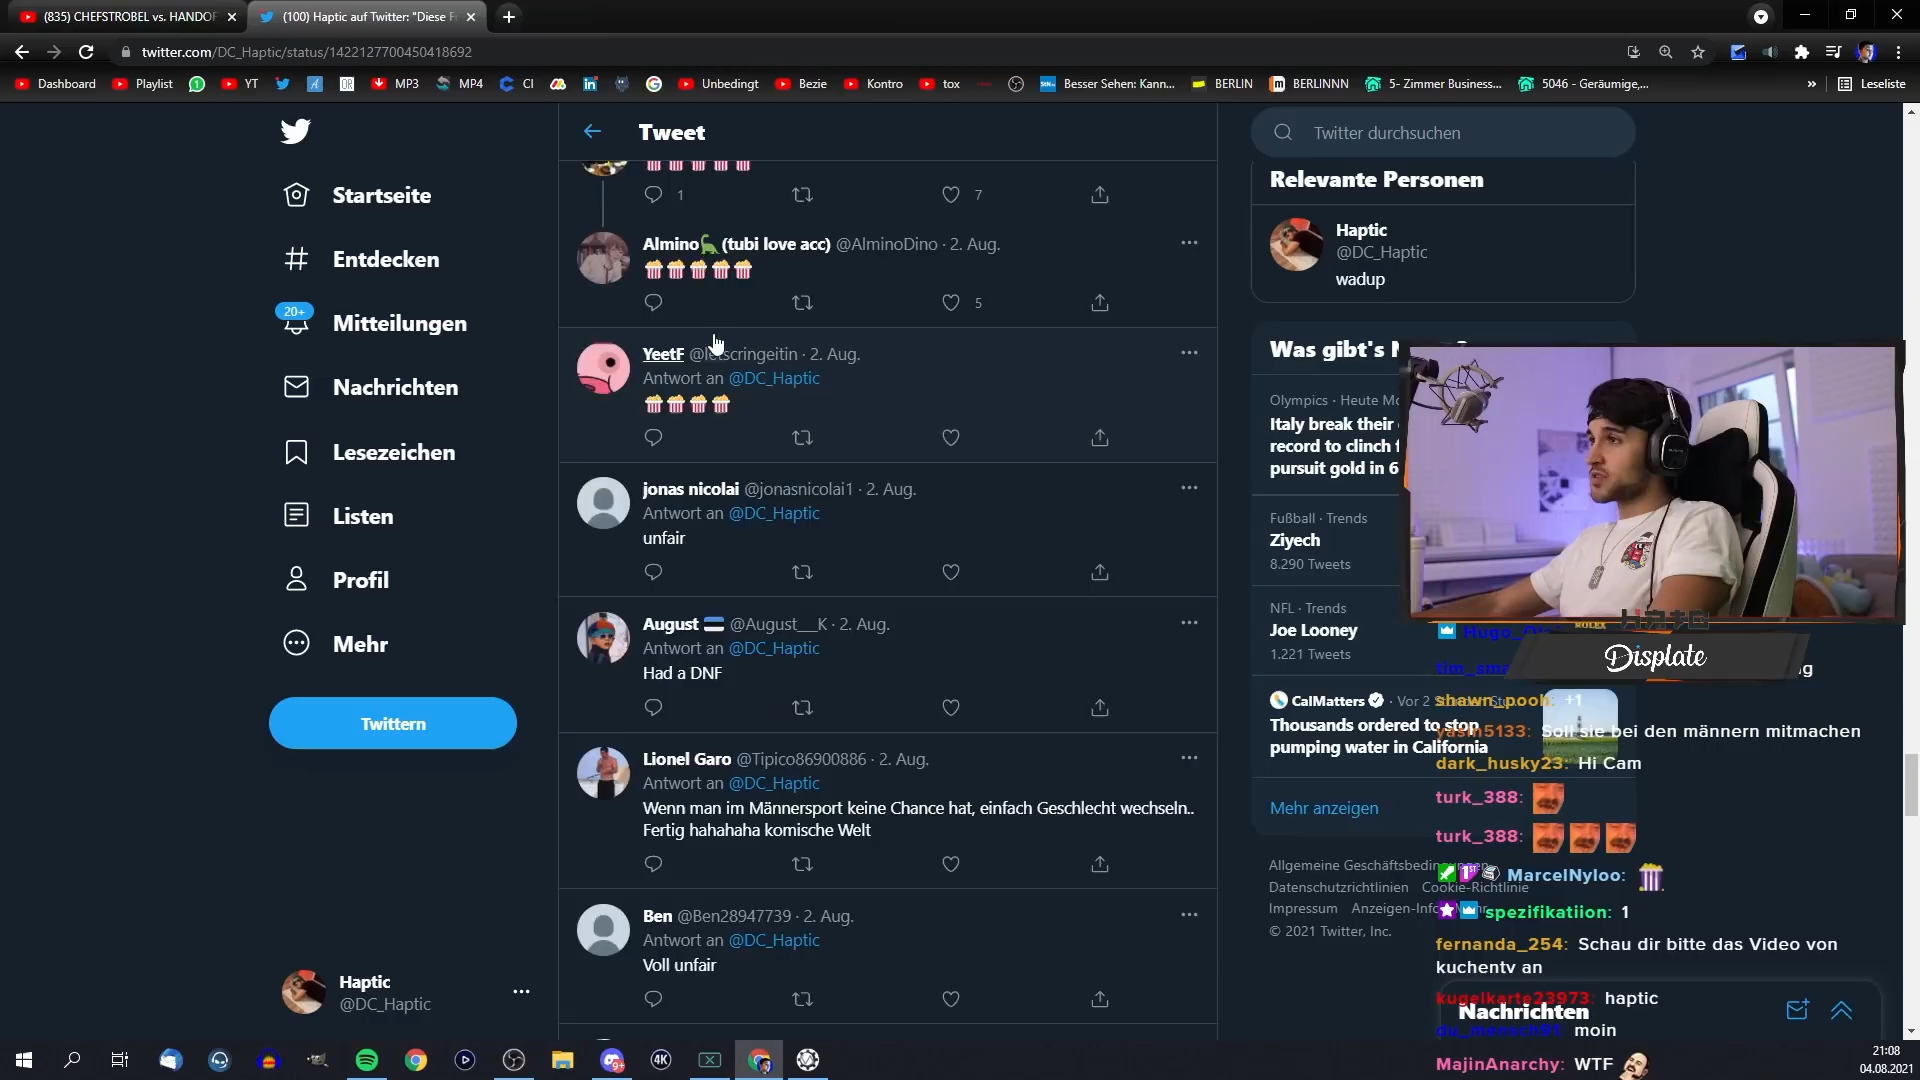 (835) CHEFSTROBEL vs. HANDOF
(100) Haptic auf Twitter: "Diese F
twitter.com/DC_Haptic/status/1422127700450418692
Dashboard
Playlist
YT
MP3
MP4
CI
Unbedingt
Bezie
Kontro
tox
Besser Sehen: Kann...
BERLIN
BERLINNN
5- Zimmer Business...
5046 - Geräumige,...
»
Leseliste
Startseite
Entdecken
20+
Mitteilungen
Nachrichten
Lesezeichen
Listen
Profil
Mehr
Twittern
Haptic
@DC_Haptic
Tweet
🍿🍿🍿🍿🍿
1
7
Almino🦕 (tubi love acc) @AlminoDino · 2. Aug.
🍿🍿🍿🍿🍿
5
YeetF @letscringeitin · 2. Aug.
Antwort an @DC_Haptic
🍿🍿🍿🍿
jonas nicolai @jonasnicolai1 · 2. Aug.
Antwort an @DC_Haptic
unfair
August @August__K · 2. Aug.
Antwort an @DC_Haptic
Had a DNF
Lionel Garo @Tipico86900886 · 2. Aug.
Antwort an @DC_Haptic
Wenn man im Männersport keine Chance hat, einfach Geschlecht wechseln..
Fertig hahahaha komische Welt
Ben @Ben28947739 · 2. Aug.
Antwort an @DC_Haptic
Voll unfair
Twitter durchsuchen
Relevante Personen
Haptic
@DC_Haptic
wadup
Was gibt's
Olympics · Heute
Italy break their
record to clinch
pursuit gold in 6
Fußball · Trends
Ziyech
8.290 Tweets
NFL · Trends
Joe Looney
1.221 Tweets
CalMatters · Vor 2
Thousands ordered to stop
pumping water in California
Mehr anzeigen
Allgemeine Geschäftsbedingungen
Datenschutzrichtlinien Cookie-Richtlinie
Impressum Anzeigen-Info
© 2021 Twitter, Inc.
Displate
shawn_pooh: +1
yasin5133: Soll sie bei den männern mitmachen
dark_husky23: Hi Cam
turk_388:
turk_388:
MarcelNyloo: 🍿
spezifikatiion: 1
fernanda_254: Schau dir bitte das Video von
kuchentv an
kugelkarte23973: haptic
Nachrichten
du_mensch91 moin
MajinAnarchy: WTF
9+
4K
21:08
04.08.2021